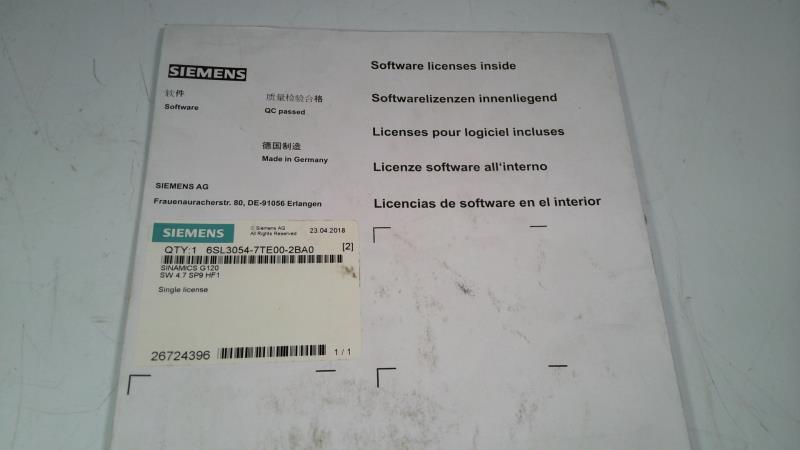 SIEMENS
软件
Software
质量检验合格
QC passed
德国制造
Made in Germany
SIEMENS AG
Frauenauracherstr. 80, DE-91056 Erlangen
Software licenses inside
Softwarelizenzen innenliegend
Licenses pour logiciel incluses
Licenze software all'interno
Licencias de software en el interior
SIEMENS
© Siemens AG
All Rights Reserved
23.04.2018
QTY:1 6SL3054-7TE00-2BA0 [2]
SINAMICS G120
SW 4.7 SP9 HF1
Single license
26724396
1 / 1